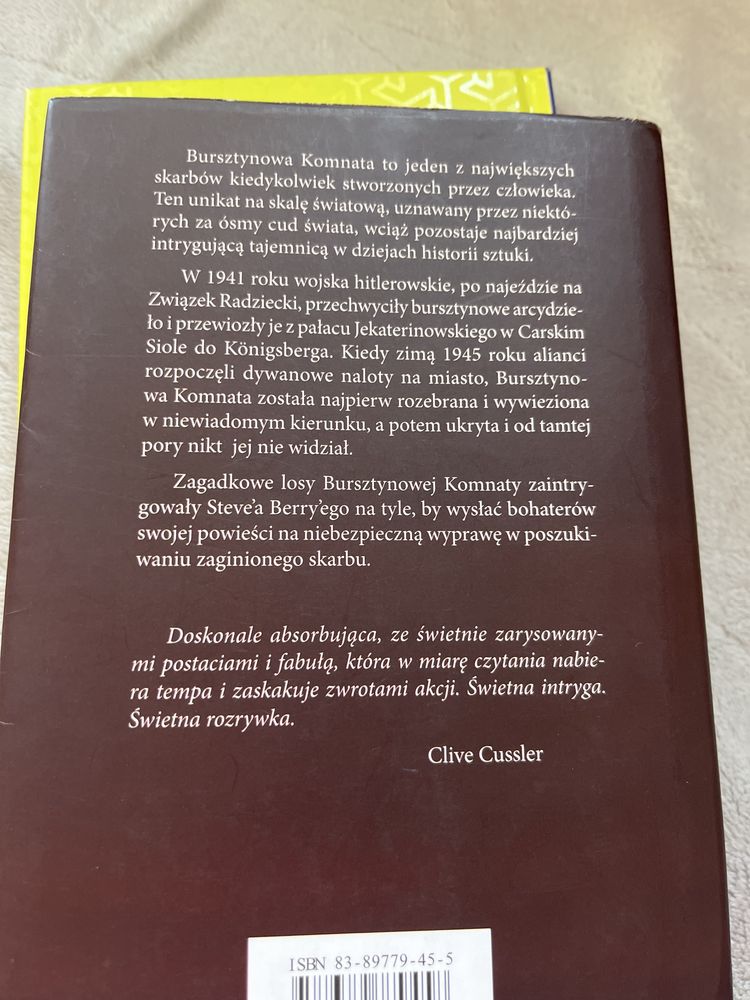 Bursztynowa Komnata to jeden z największych
skarbów kiedykolwiek stworzonych przez człowieka.
Ten unikat na skalę światową, uznawany przez niektó-
rych za ósmy cud świata, wciąż pozostaje najbardziej
intrygującą tajemnicą w dziejach historii sztuki.
W 1941 roku wojska hitlerowskie, po najeździe na
Związek Radziecki, przechwyciły bursztynowe arcydzie-
ło i przewiozły je z pałacu Jekaterinowskiego w Carskim
Siole do Königsberga. Kiedy zimą 1945 roku alianci
rozpoczęli dywanowe naloty na miasto, Bursztyno-
wa Komnata została najpierw rozebrana i wywieziona
w niewiadomym kierunku, a potem ukryta i od tamtej
pory nikt jej nie widział.
Zagadkowe losy Bursztynowej Komnaty zaintry-
gowały Steve'a Berry'ego na tyle, by wysłać bohaterów
swojej powieści na niebezpieczną wyprawę w poszuki-
waniu zaginionego skarbu.
Doskonale absorbująca, ze świetnie zarysowany-
mi postaciami i fabułą, która w miarę czytania nabie-
ra tempa i zaskakuje zwrotami akcji. Świetna intryga.
Świetna rozrywka.
Clive Cussler
ISBN 83-89779-45-5